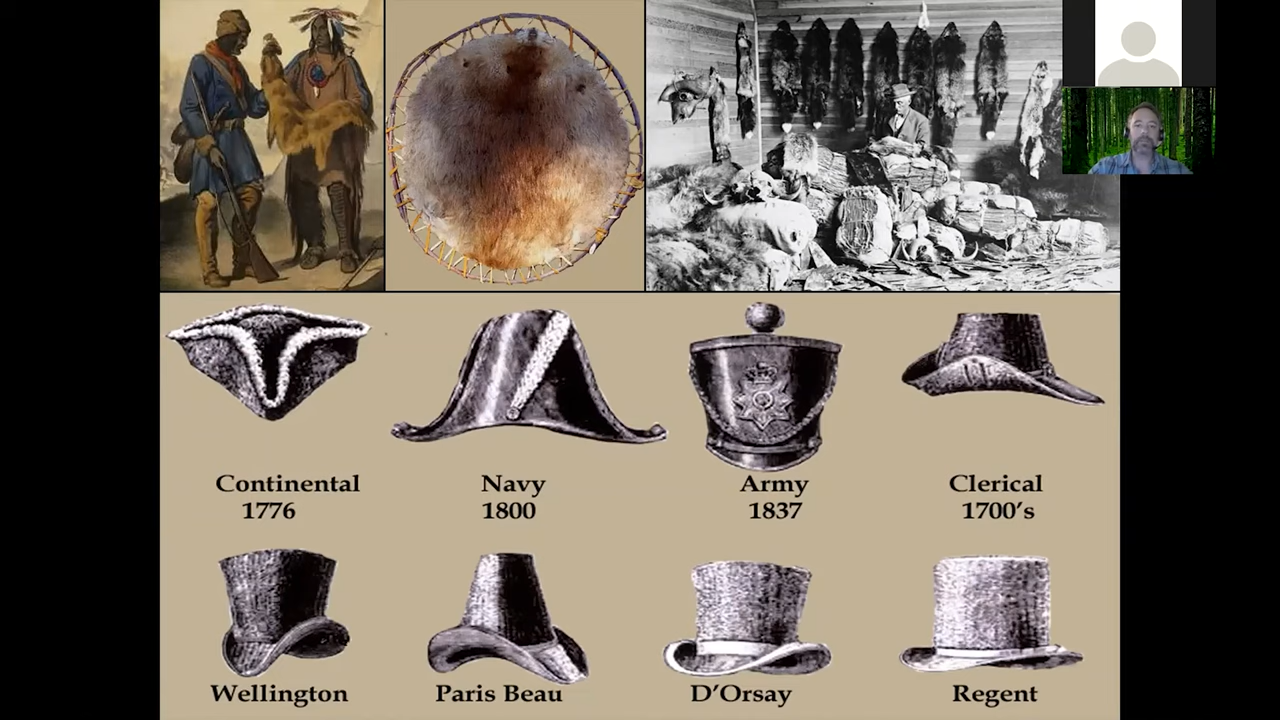 Continental
1776
Navy
1800
Army
1837
Clerical
1700's
Wellington
Paris Beau
D'Orsay
Regent